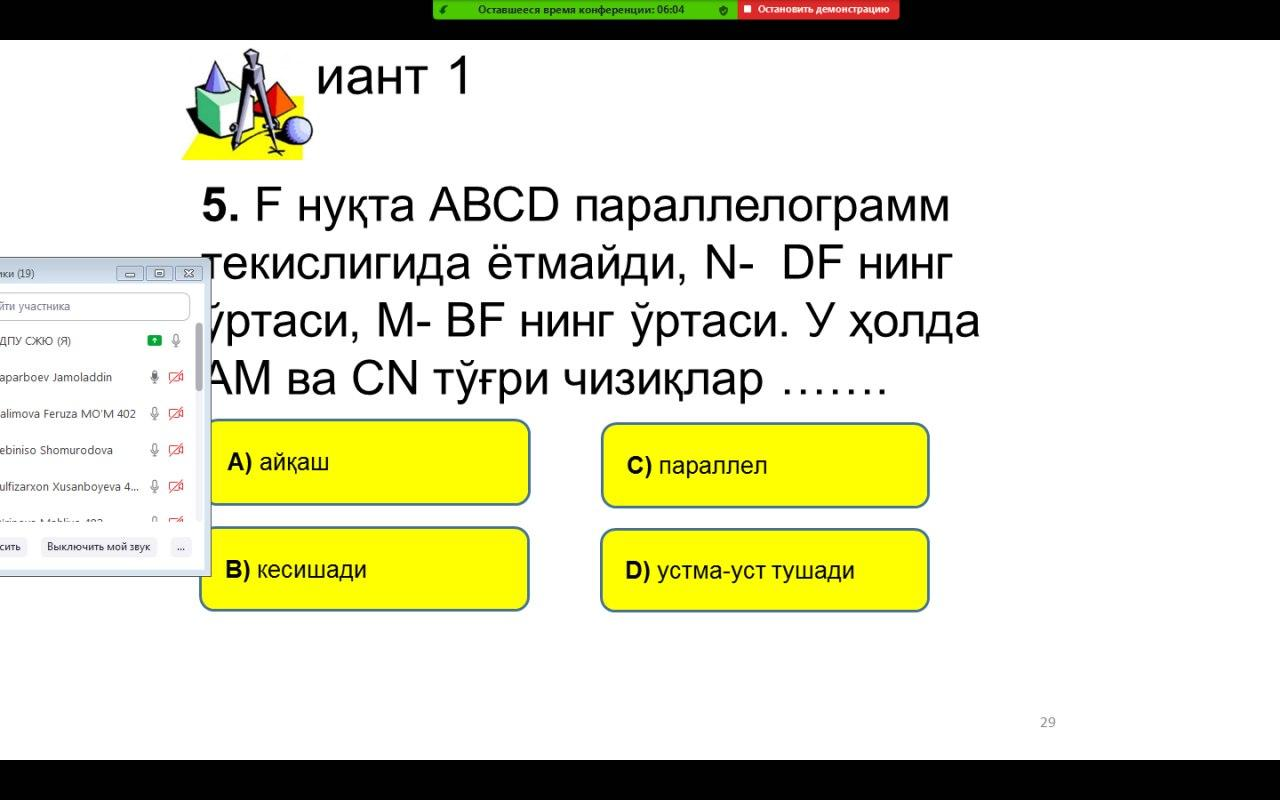 Оставшееся время конференции: 06:04
Остановить демонстрацию
иант 1
5. F нуқта ABCD параллелограмм
текислигида ётмайди, N- DF нинг
ўртаси, M- BF нинг ўртаси. У ҳолда
AM ва CN тўғри чизиқлар …….
A) айқаш
C) параллел
B) кесишади
D) устма-уст тушади
29
ики (19)
йти участника
ДПУ СЖЮ (Я)
aparboev Jamoladdin
alimova Feruza MO'M 402
ebiniso Shomurodova
ulfizarxon Xusanboyeva 4...
сить
Выключить мой звук
...